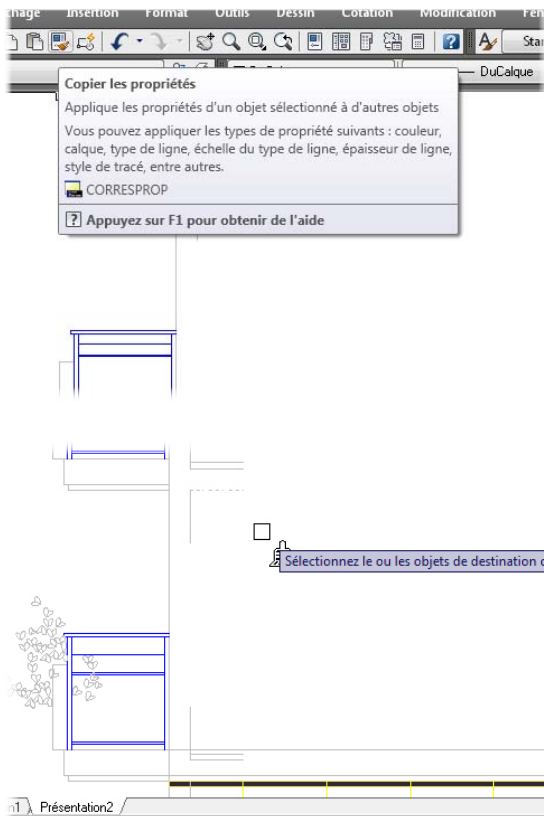 Insertion Format Outils Dessin Cotation Modification
DuCalque
Copier les propriétés
Applique les propriétés d'un objet sélectionné à d'autres objets
Vous pouvez appliquer les types de propriété suivants : couleur,
calque, type de ligne, échelle du type de ligne, épaisseur de ligne,
style de tracé, entre autres.
CORRESPROP
? Appuyez sur F1 pour obtenir de l'aide
Sélectionnez le ou les objets de destination
Présentation2